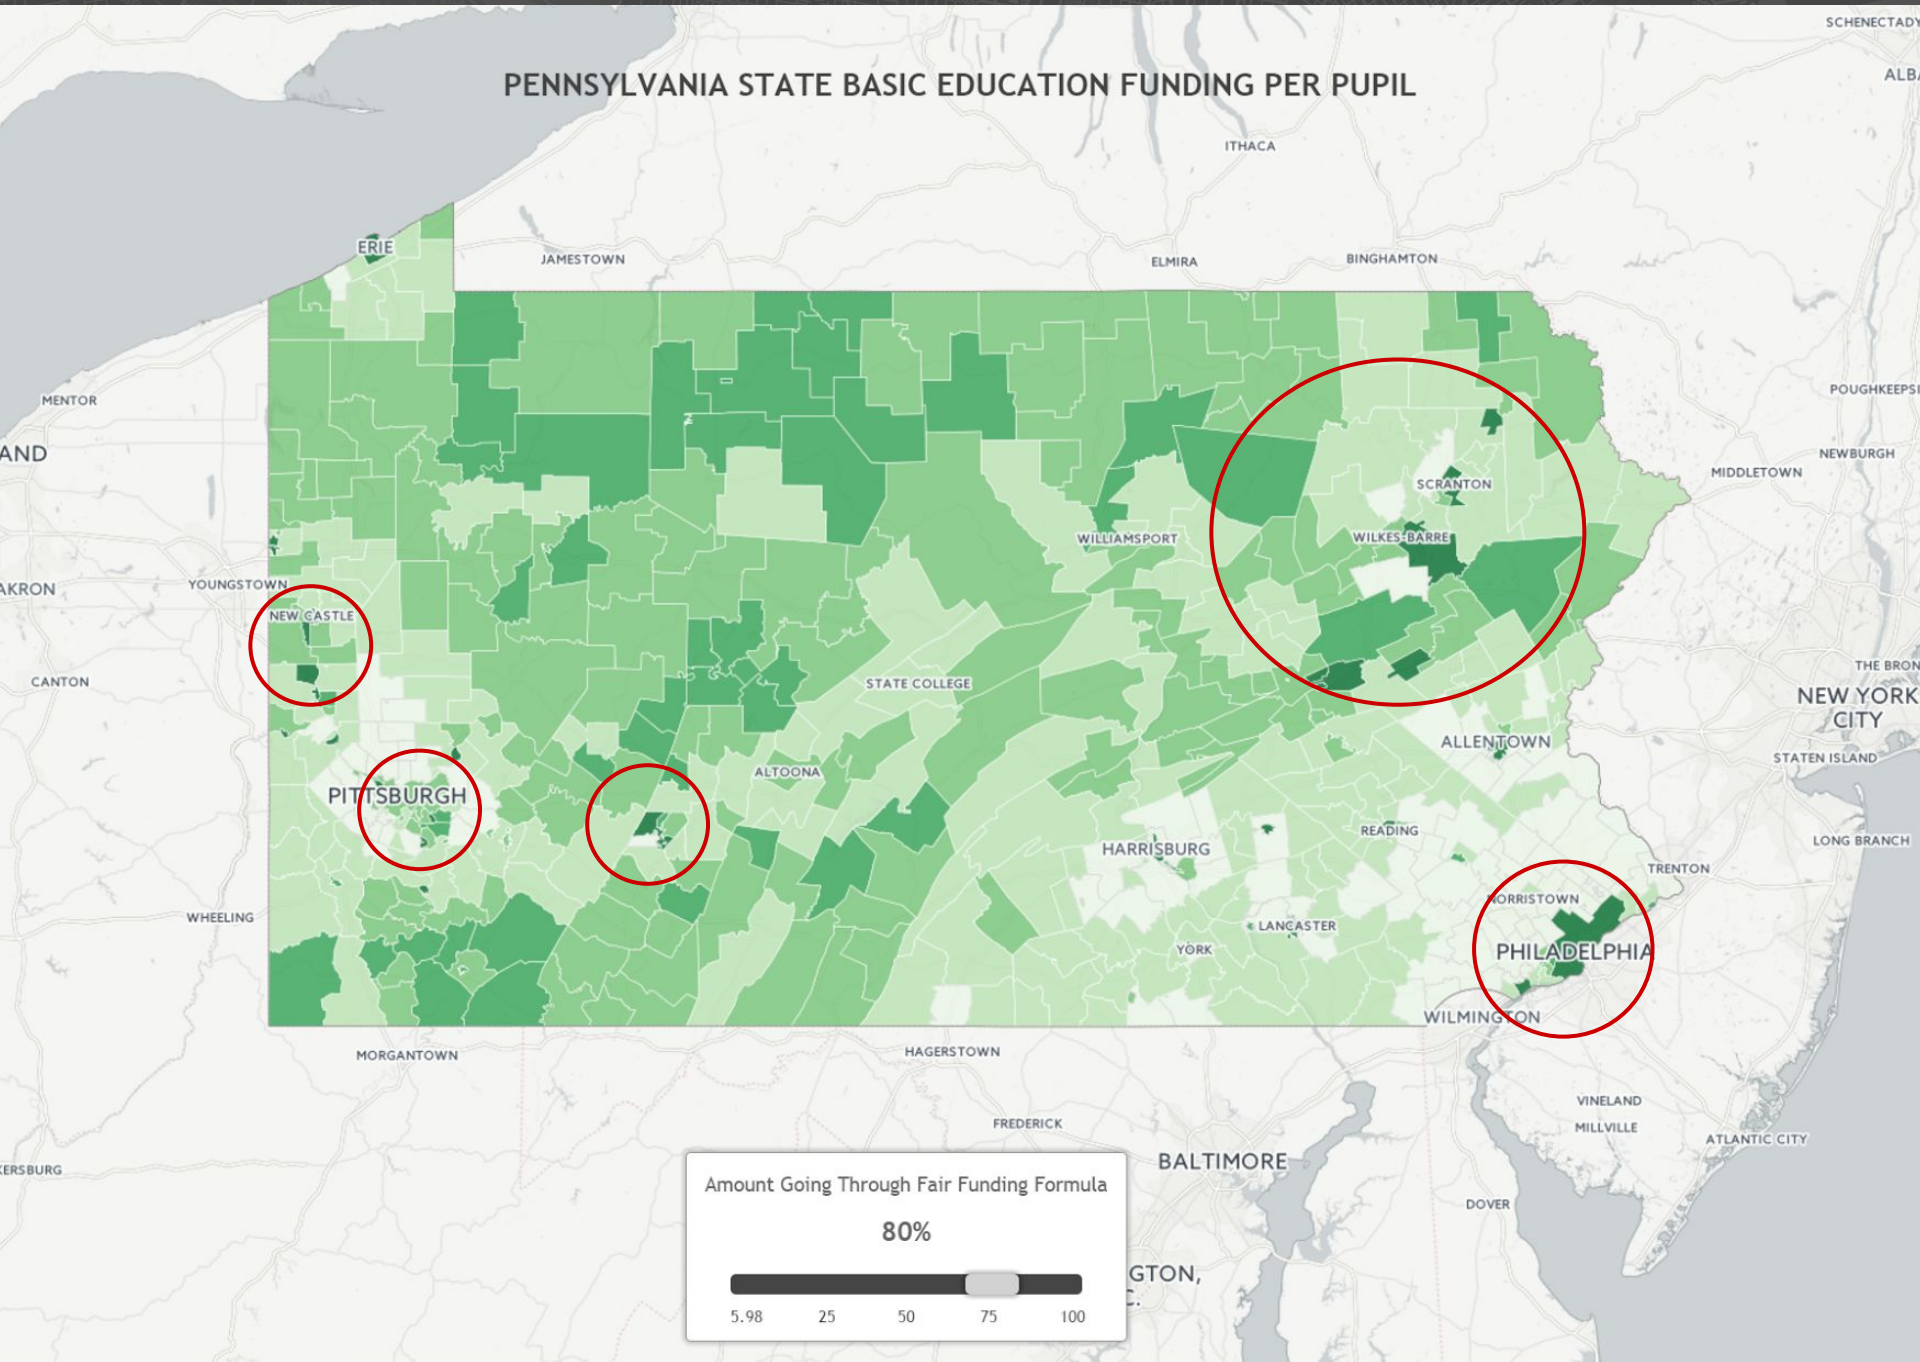 SCHENECTADY
PENNSYLVANIA STATE BASIC EDUCATION FUNDING PER PUPIL
ALBA
ITHACA
ERIE
JAMESTOWN
ELMIRA
BINGHAMTON
MENTOR
POUGHKEEPSI
AND
NEWBURGH
MIDDLETOWN
SCRANTON
WILLIAMSPORT
WILKES-BARRE
YOUNGSTOWN
AKRON
NEW CASTLE
THE BRON
CANTON
STATE COLLEGE
NEW YORK
CITY
ALLENTOWN
STATEN ISLAND
ALTOONA
PITTSBURGH
READING
LONG BRANCH
HARRISBURG
TRENTON
NORRISTOWN
WHEELING
LANCASTER
YORK
PHILADELPHIA
WILMINGTON
MORGANTOWN
HAGERSTOWN
VINELAND
FREDERICK
MILLVILLE
ATLANTIC CITY
BALTIMORE
KERSBURG
Amount Going Through Fair Funding Formula
DOVER
80%
GTON,
C.
5.98 25 50 75 100